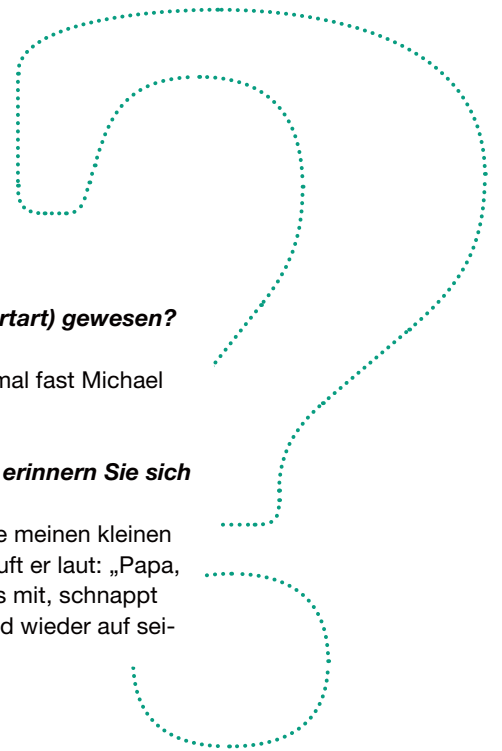 rtart) gewesen?
mal fast Michael
erinnern Sie sich
e meinen kleinen
uft er laut: „Papa,
s mit, schnappt
d wieder auf sei-